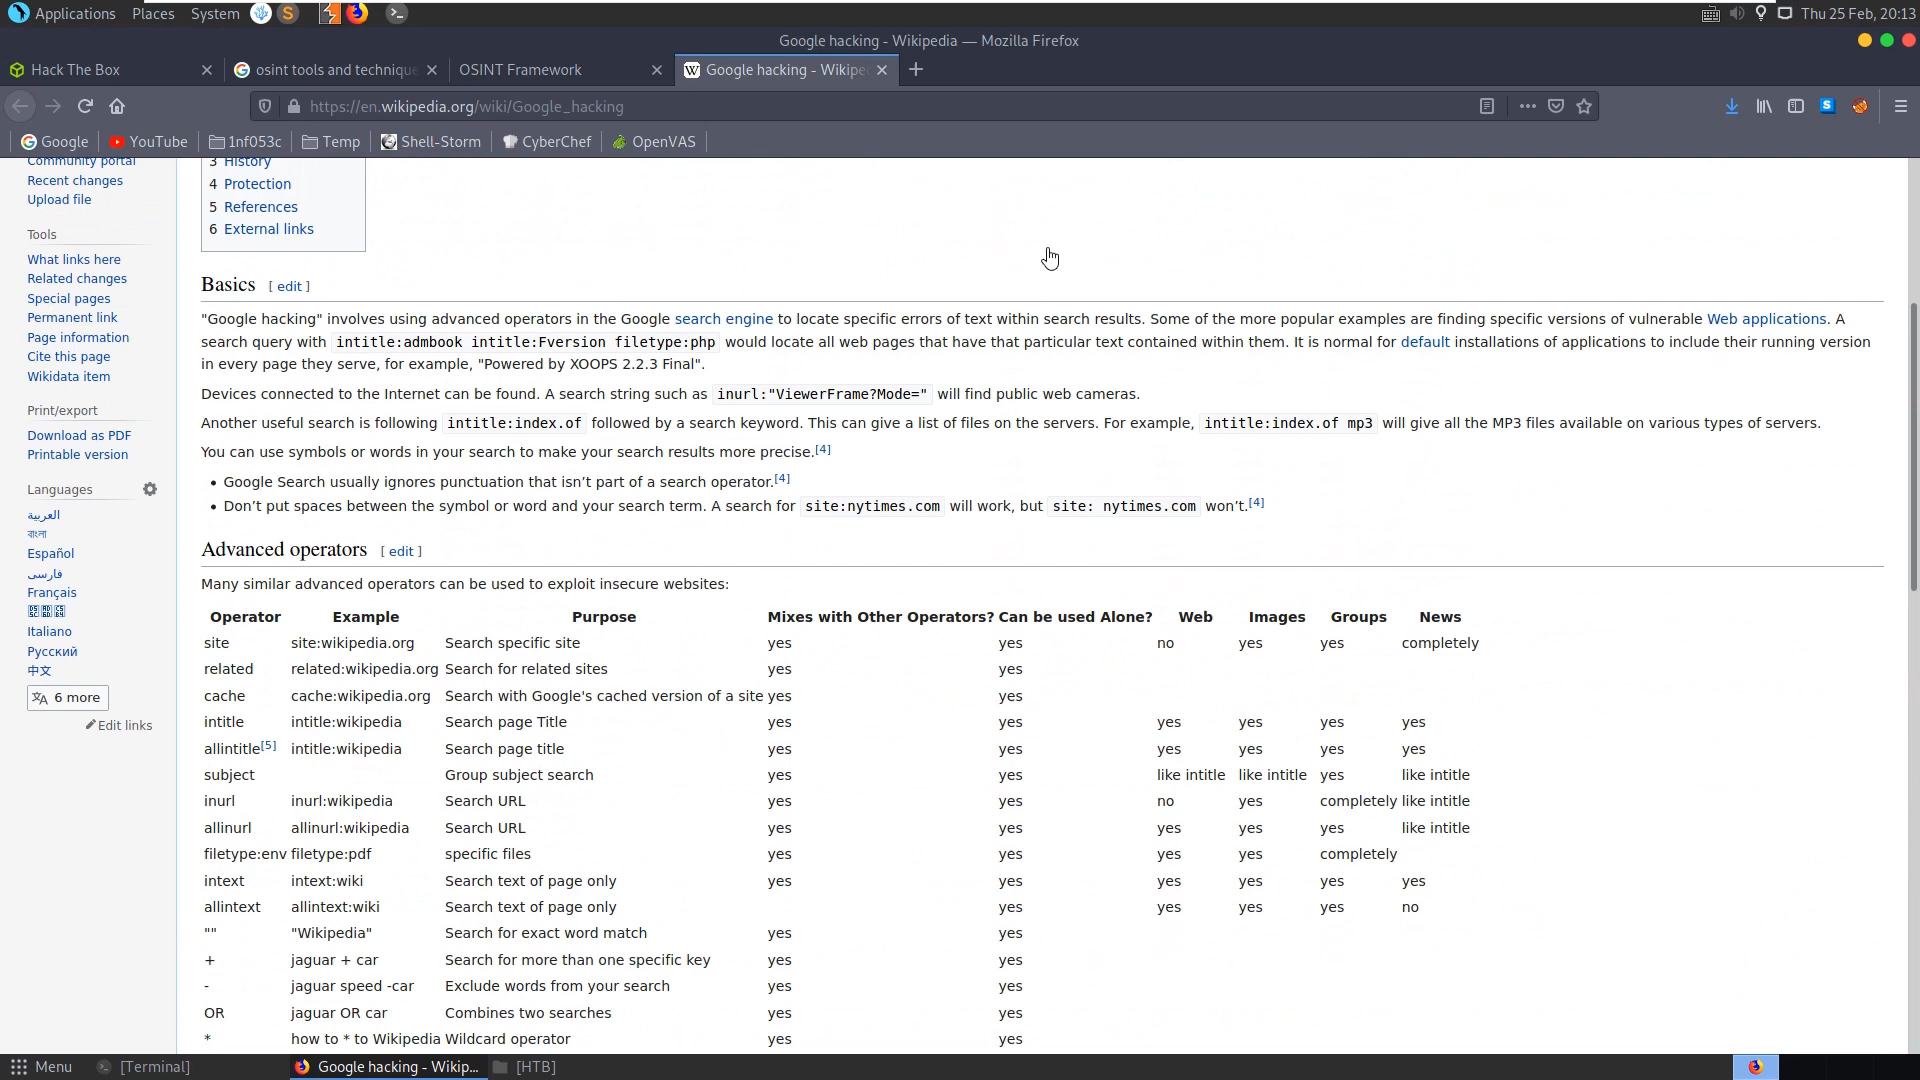 Applications Places System Thu 25 Feb, 20:13
Google hacking - Wikipedia — Mozilla Firefox
Hack The Box osint tools and technique OSINT Framework Google hacking - Wikipe
https://en.wikipedia.org/wiki/Google_hacking
Google YouTube 1nf053c Temp Shell-Storm CyberChef OpenVAS
Community portal
Recent changes
Upload file
Tools
What links here
Related changes
Special pages
Permanent link
Page information
Cite this page
Wikidata item
Print/export
Download as PDF
Printable version
Languages
العربية
বাংলা
Español
فارسی
Français
Italiano
Русский
中文
6 more
Edit links
3 History
4 Protection
5 References
6 External links
Basics [ edit ]
"Google hacking" involves using advanced operators in the Google search engine to locate specific errors of text within search results. Some of the more popular examples are finding specific versions of vulnerable Web applications. A
search query with intitle:admbook intitle:Fversion filetype:php would locate all web pages that have that particular text contained within them. It is normal for default installations of applications to include their running version
in every page they serve, for example, "Powered by XOOPS 2.2.3 Final".
Devices connected to the Internet can be found. A search string such as inurl:"ViewerFrame?Mode=" will find public web cameras.
Another useful search is following intitle:index.of followed by a search keyword. This can give a list of files on the servers. For example, intitle:index.of mp3 will give all the MP3 files available on various types of servers.
You can use symbols or words in your search to make your search results more precise.[4]
• Google Search usually ignores punctuation that isn’t part of a search operator.[4]
• Don’t put spaces between the symbol or word and your search term. A search for site:nytimes.com will work, but site: nytimes.com won’t.[4]
Advanced operators [ edit ]
Many similar advanced operators can be used to exploit insecure websites:
Operator Example Purpose Mixes with Other Operators? Can be used Alone? Web Images Groups News
site site:wikipedia.org Search specific site yes yes no yes yes completely
related related:wikipedia.org Search for related sites yes yes
cache cache:wikipedia.org Search with Google's cached version of a site yes yes
intitle intitle:wikipedia Search page Title yes yes yes yes yes yes
allintitle[5] intitle:wikipedia Search page title yes yes yes yes yes yes
subject Group subject search yes yes like intitle like intitle yes like intitle
inurl inurl:wikipedia Search URL yes yes no yes completely like intitle
allinurl allinurl:wikipedia Search URL yes yes yes yes yes like intitle
filetype:env filetype:pdf specific files yes yes yes yes completely
intext intext:wiki Search text of page only yes yes yes yes yes yes
allintext allintext:wiki Search text of page only yes yes yes yes no
"" "Wikipedia" Search for exact word match yes yes
+ jaguar + car Search for more than one specific key yes yes
- jaguar speed -car Exclude words from your search yes yes
OR jaguar OR car Combines two searches yes yes
* how to * to Wikipedia Wildcard operator yes yes
Menu [Terminal] Google hacking - Wikip... [HTB]